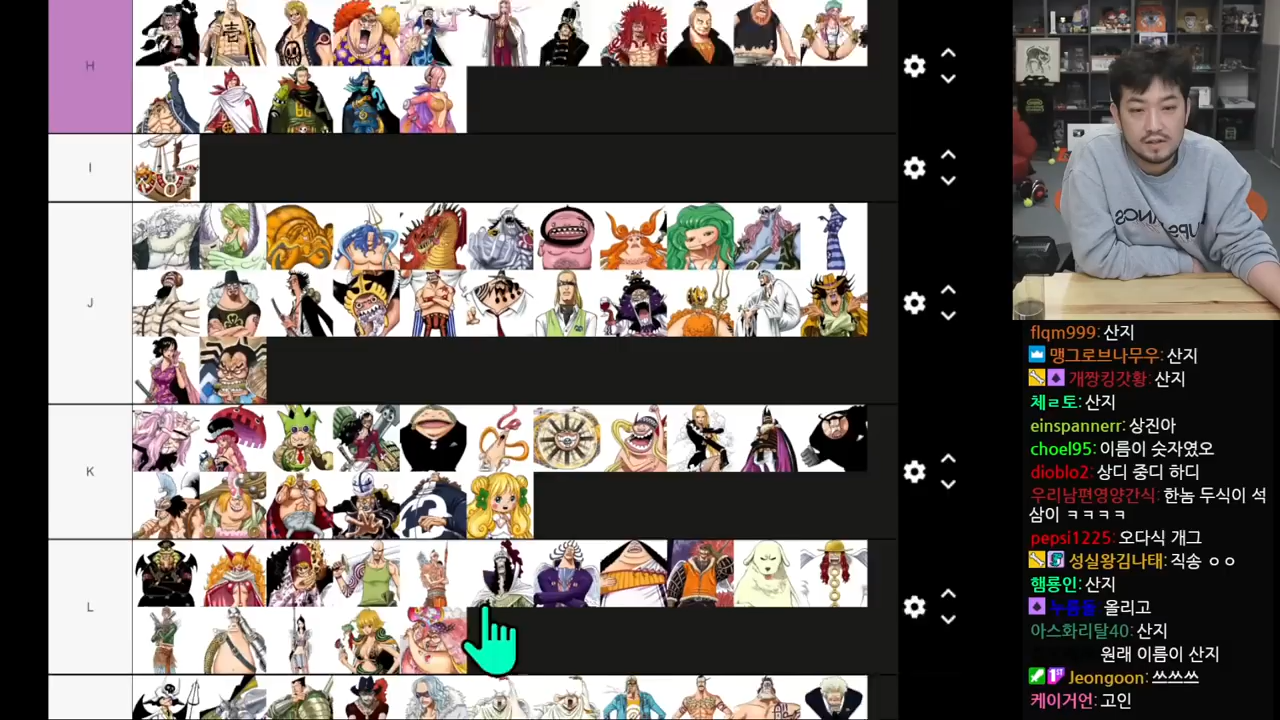 H
I
J
K
L
flqm999: 산지
맹그로브나무우: 산지
개짱킹갓황: 산지
체ㄹ토: 산지
einspannerr: 상진아
choel95: 이름이 숫자였오
dioblo2: 상디 중디 하디
우리남편영양간식: 한놈 두식이 석
삼이 ㅋㅋㅋㅋ
pepsi1225: 오다식 개그
성실왕김나태: 직송 ㅇㅇ
햄룡인: 산지
올리고
아스화리탈40: 산지
원래 이름이 산지
Jeongoon: 쓰쓰쓰
케이거언: 고인